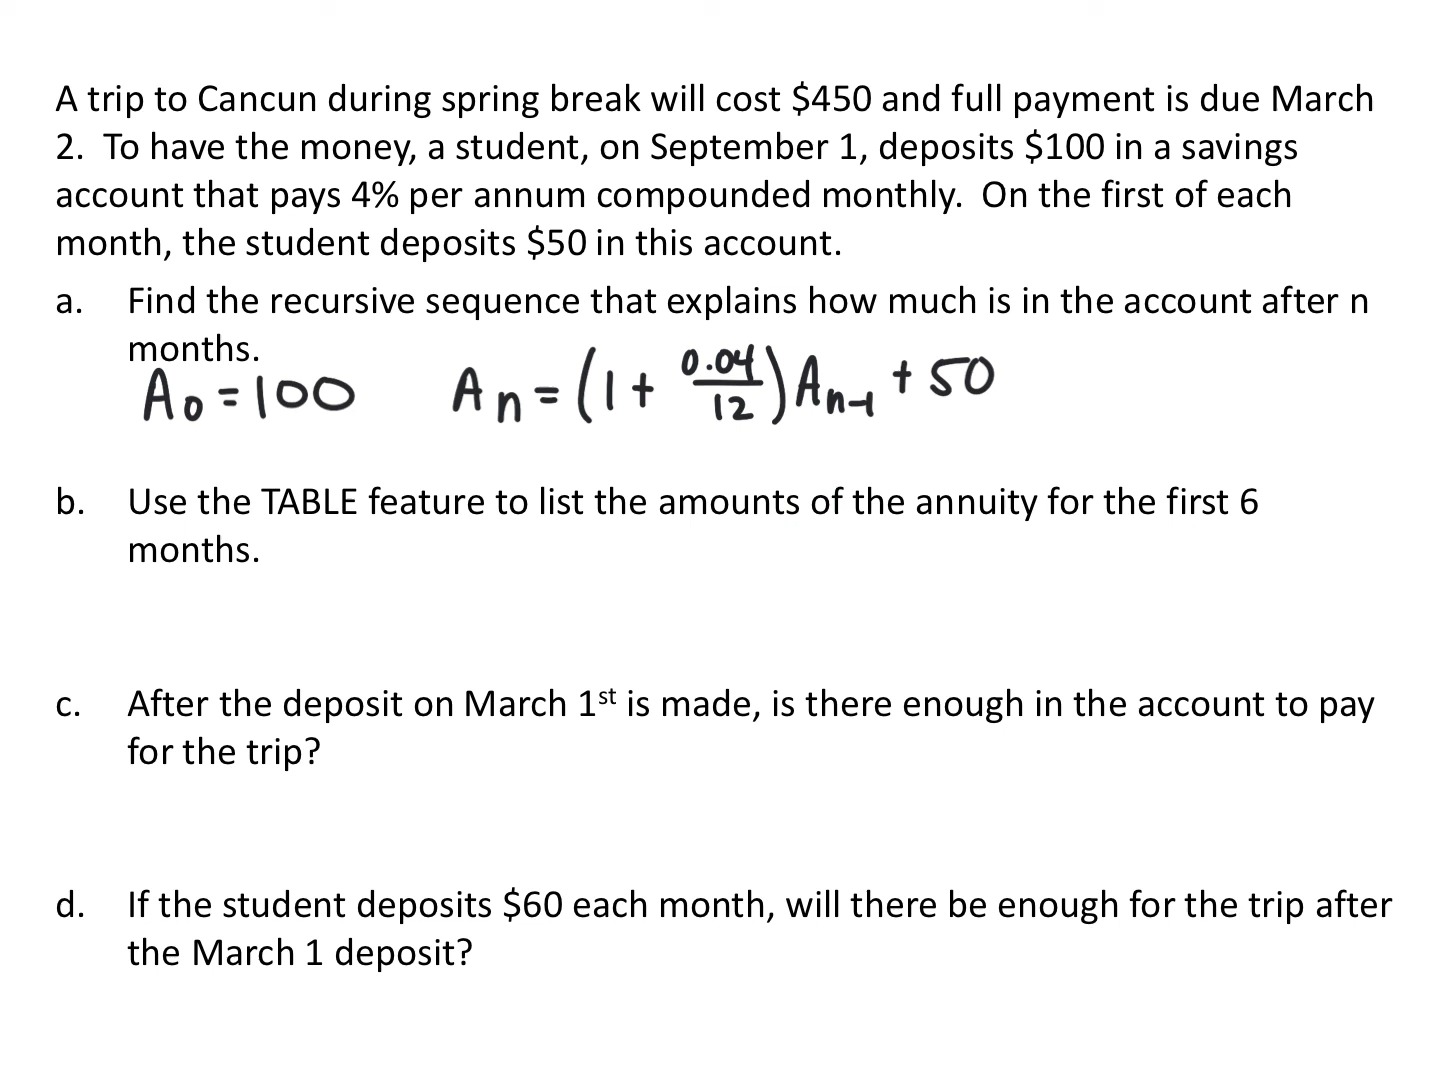 A trip to Cancun during spring break will cost $450 and full payment is due March
2.  To have the money, a student, on September 1, deposits $100 in a savings
account that pays 4% per annum compounded monthly.  On the first of each
month, the student deposits $50 in this account.
a. Find the recursive sequence that explains how much is in the account after n
months.
A₀ = 100 Aₙ = (1 + 0.04/12) Aₙ₋₁ + 50
b. Use the TABLE feature to list the amounts of the annuity for the first 6
months.
c. After the deposit on March 1ˢᵗ is made, is there enough in the account to pay
for the trip?
d. If the student deposits $60 each month, will there be enough for the trip after
the March 1 deposit?